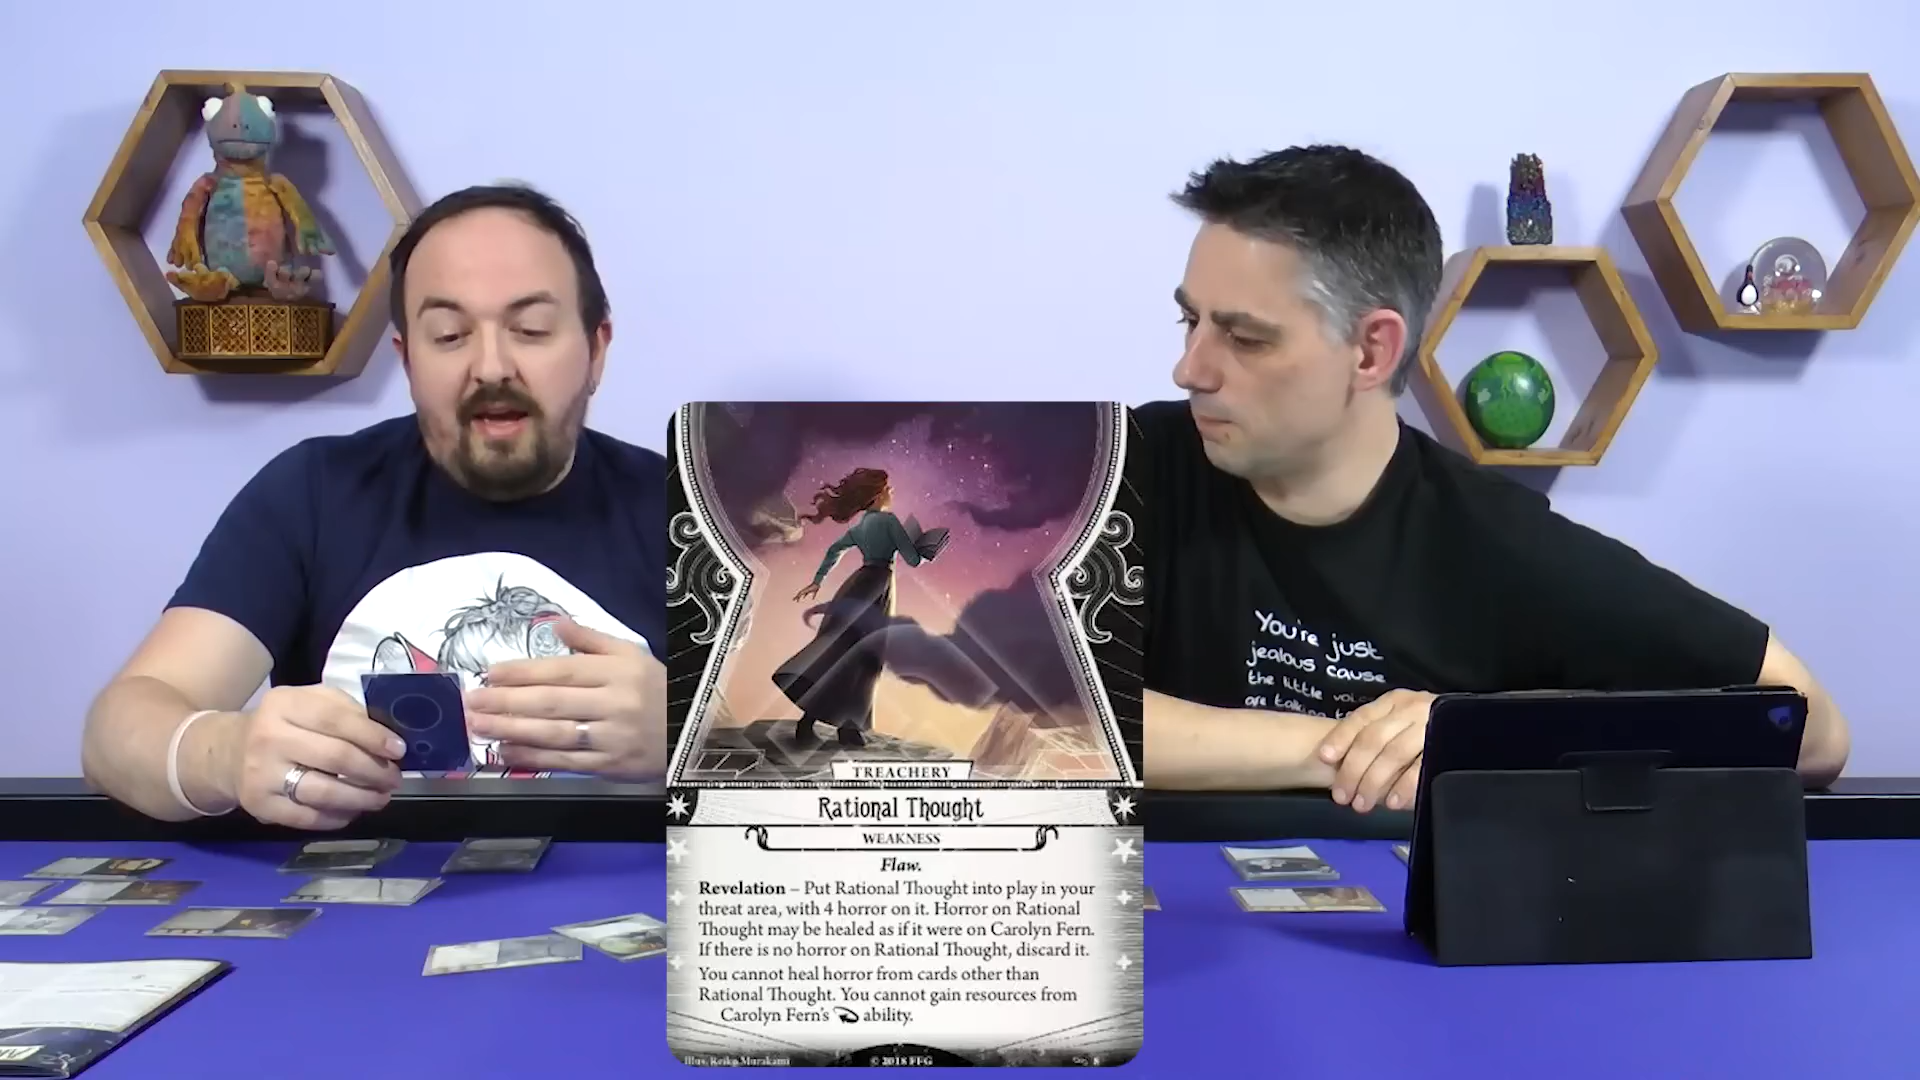 You're just
jealous cause
the little
are talking
TREACHERY
Rational Thought
WEAKNESS
Flaw.
Revelation – Put Rational Thought into play in your
threat area, with 4 horror on it. Horror on Rational
Thought may be healed as if it were on Carolyn Fern.
If there is no horror on Rational Thought, discard it.
You cannot heal horror from cards other than
Rational Thought. You cannot gain resources from
Carolyn Fern's ability.
Illus. Reiko Murakami
© 2018 FFG
8